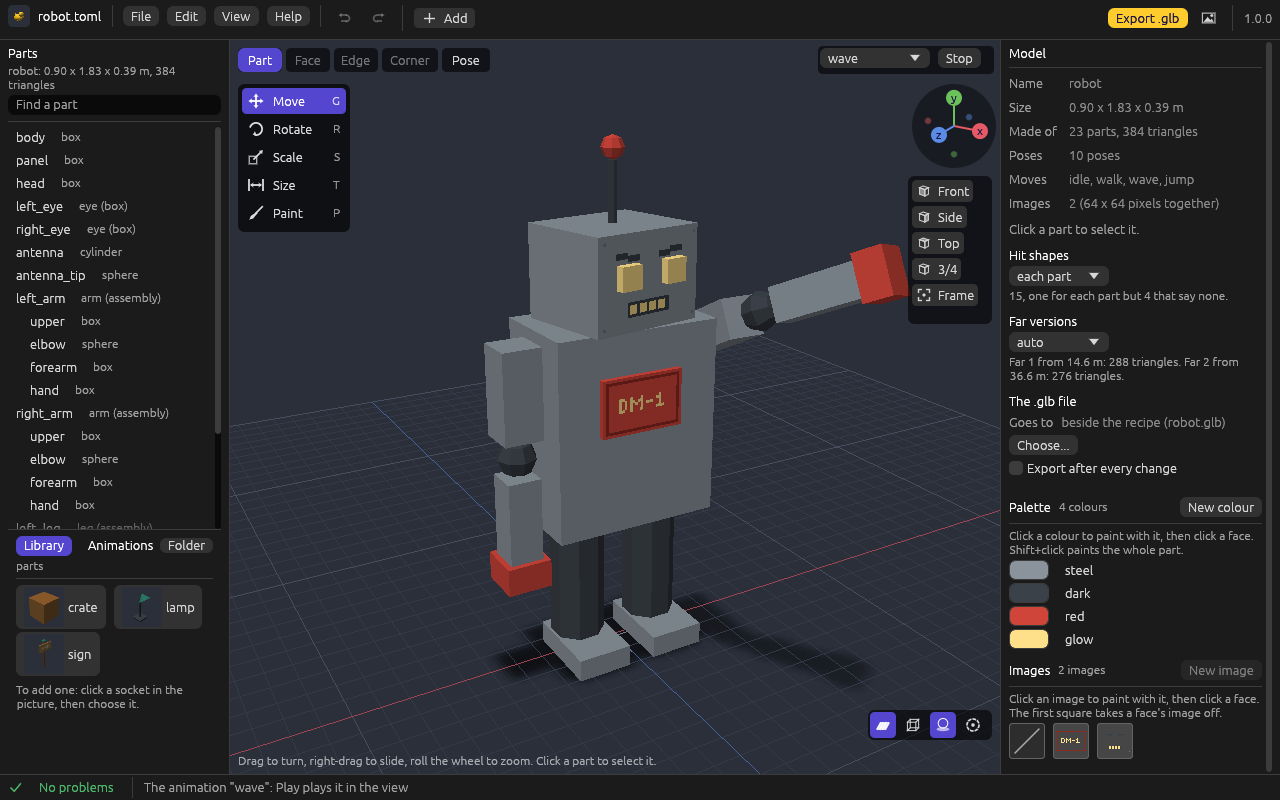 robot.toml File Edit View Help Add Export .glb 1.0.0
Parts
robot: 0.90 x 1.83 x 0.39 m, 384
triangles
Find a part
body box
panel box
head box
left_eye eye (box)
right_eye eye (box)
antenna cylinder
antenna_tip sphere
left_arm arm (assembly)
upper box
elbow sphere
forearm box
hand box
right_arm arm (assembly)
upper box
elbow sphere
forearm box
hand box
left_leg leg (assembly)
Library Animations Folder
parts
crate lamp
sign
To add one: click a socket in the
picture, then choose it.
Part Face Edge Corner Pose
Move G
Rotate R
Scale S
Size T
Paint P
wave Stop
y
z x
Front
Side
Top
3/4
Frame
DM-1
Drag to turn, right-drag to slide, roll the wheel to zoom. Click a part to select it.
Model
Name robot
Size 0.90 x 1.83 x 0.39 m
Made of 23 parts, 384 triangles
Poses 10 poses
Moves idle, walk, wave, jump
Images 2 (64 x 64 pixels together)
Click a part to select it.
Hit shapes
each part
15, one for each part but 4 that say none.
Far versions
auto
Far 1 from 14.6 m: 288 triangles. Far 2 from
36.6 m: 276 triangles.
The .glb file
Goes to beside the recipe (robot.glb)
Choose...
Export after every change
Palette 4 colours New colour
Click a colour to paint with it, then click a face.
Shift+click paints the whole part.
steel
dark
red
glow
Images 2 images New image
Click an image to paint with it, then click a face.
The first square takes a face's image off.
DM-1
No problems The animation "wave": Play plays it in the view